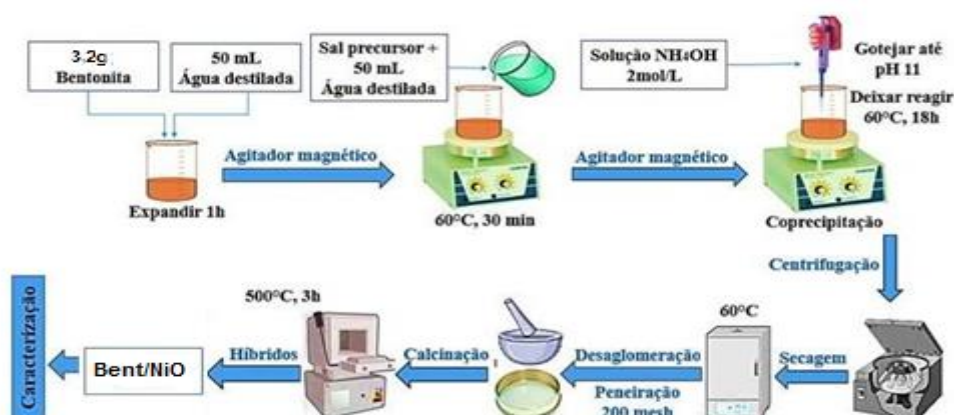 3.2g
Bentonita
50 mL
Água destilada
Sal precursor +
50 mL
Água destilada
Solução NH4OH
2mol/L
Gotejar até
pH 11
Deixar reagir
60°C, 18h
Agitador magnético
Agitador magnético
Expandir 1h
60°C, 30 min
Coprecipitação
Centrifugação
Secagem
60°C
Desaglomeração
Peneiração
200 mesh
Calcinação
500°C, 3h
Híbridos
Bent/NiO
Caracterização